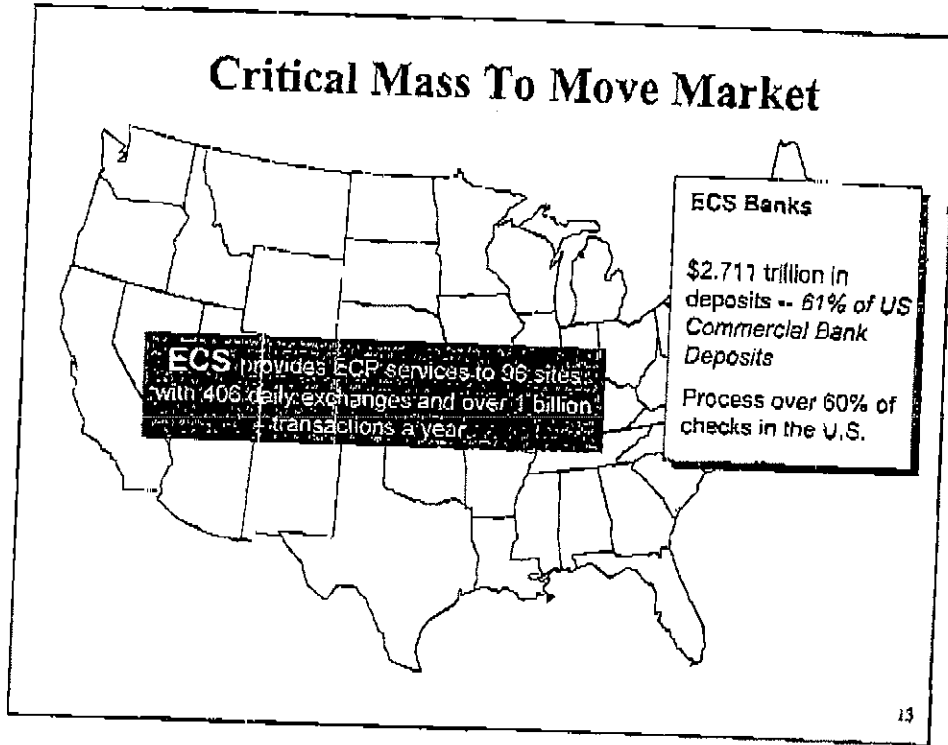 Critical Mass To Move Market
ECS Banks
$2.711 trillion in
deposits -- 61% of US
Commercial Bank
Deposits
Process over 60% of
checks in the U.S.
ECS provides ECP services to 96 sites
with 406 daily exchanges and over 1 billion
transactions a year
13